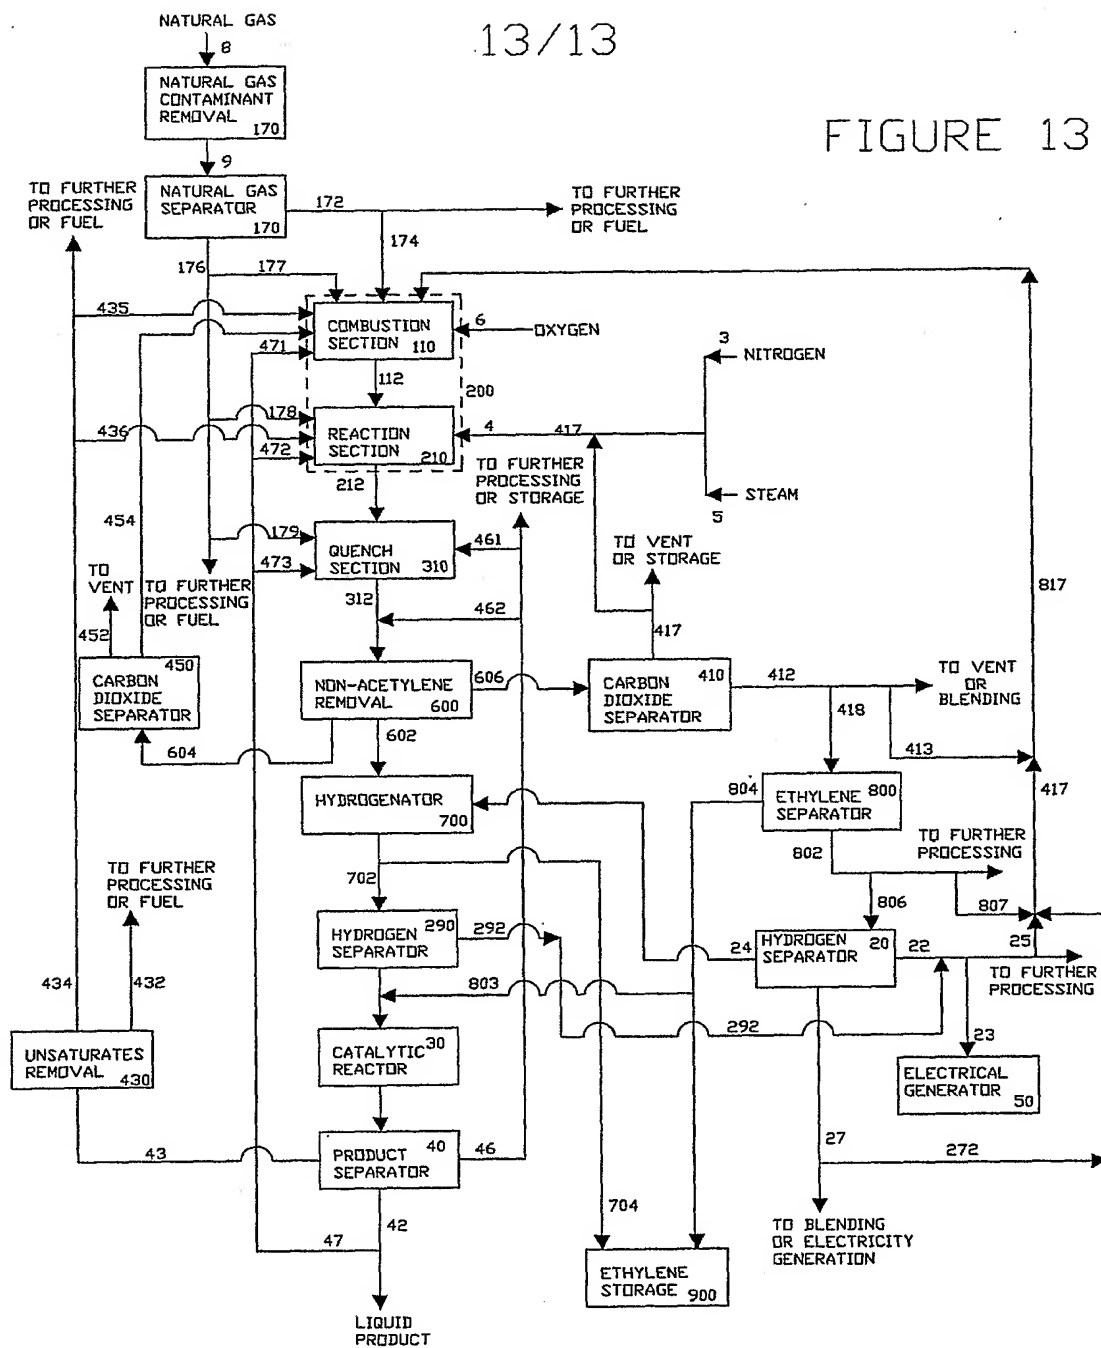 NATURAL GAS
13/13
8
NATURAL GAS
CONTAMINANT
REMOVAL
170
FIGURE 13
9
TO FURTHER
PROCESSING
OR FUEL
NATURAL GAS
SEPARATOR
170
172
TO FURTHER
PROCESSING
OR FUEL
174
176
177
435
COMBUSTION
SECTION
110
6
OXYGEN
3
NITROGEN
471
112
200
178
436
REACTION
SECTION
210
4
417
472
TO FURTHER
PROCESSING
OR STORAGE
212
STEAM
5
454
179
QUENCH
SECTION
310
461
473
TO VENT
OR STORAGE
TO
VENT
TO FURTHER
PROCESSING
OR FUEL
312
462
817
452
417
450
CARBON
DIOXIDE
SEPARATOR
NON-ACETYLENE
REMOVAL
600
606
CARBON
DIOXIDE
SEPARATOR
410
412
TO VENT
OR
BLENDING
418
604
602
413
HYDROGENATOR
700
804
ETHYLENE
SEPARATOR
800
417
802
TO FURTHER
PROCESSING
TO FURTHER
PROCESSING
OR FUEL
702
806
807
HYDROGEN
SEPARATOR
290
292
24
HYDROGEN
SEPARATOR
20
22
25
TO FURTHER
PROCESSING
434
432
803
292
23
UNSATURATES
REMOVAL
430
CATALYTIC
REACTOR
30
ELECTRICAL
GENERATOR
50
43
PRODUCT
SEPARATOR
40
46
27
272
42
704
47
TO BLENDING
OR ELECTRICITY
GENERATION
ETHYLENE
STORAGE
900
LIQUID
PRODUCT